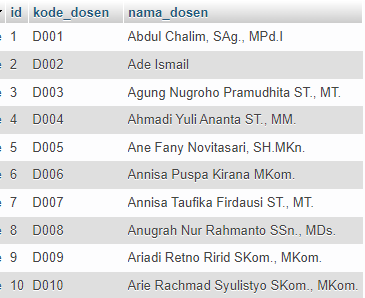 id kode_dosen nama_dosen
1 D001 Abdul Chalim, SAg., MPd.I
2 D002 Ade Ismail
3 D003 Agung Nugroho Pramudhita ST., MT.
4 D004 Ahmadi Yuli Ananta ST., MM.
5 D005 Ane Fany Novitasari, SH.MKn.
6 D006 Annisa Puspa Kirana MKom.
7 D007 Annisa Taufika Firdausi ST., MT.
8 D008 Anugrah Nur Rahmanto SSn., MDs.
9 D009 Ariadi Retno Ririd SKom., MKom.
10 D010 Arie Rachmad Syulistyo SKom., MKom.